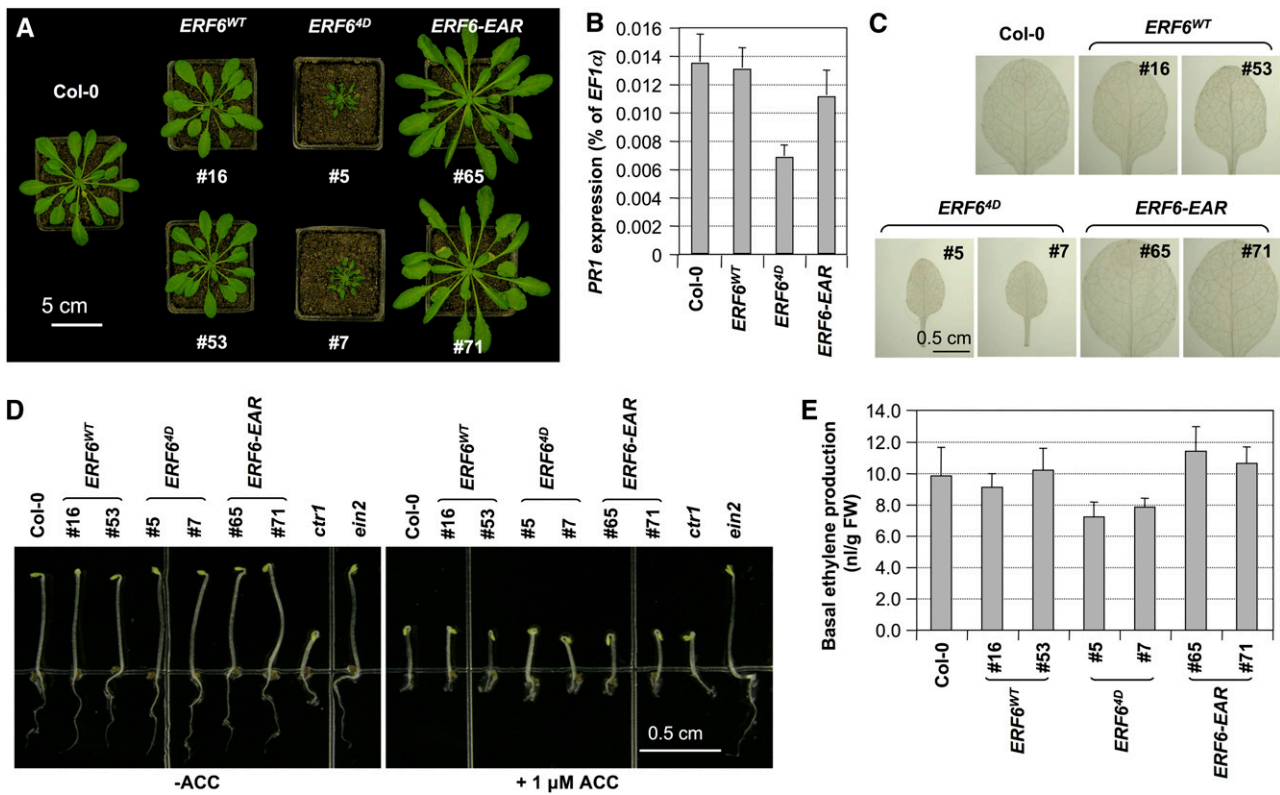 A
ERF6WT
ERF64D
ERF6-EAR
Col-0
#16
#5
#65
5 cm
#53
#7
#71
B
PR1 expression (% of EF1α)
0.016
0.014
0.012
0.010
0.008
0.006
0.004
0.002
0
Col-0
ERF6WT
ERF64D
ERF6-EAR
C
Col-0
ERF6WT
#16
#53
ERF64D
ERF6-EAR
#5
#7
#65
#71
0.5 cm
D
ERF6WT
ERF64D
ERF6-EAR
Col-0
#16
#53
#5
#7
#65
#71
ctr1
ein2
ERF6WT
ERF64D
ERF6-EAR
Col-0
#16
#53
#5
#7
#65
#71
ctr1
ein2
0.5 cm
-ACC
+ 1 µM ACC
E
Basal ethylene production
(nl/g FW)
14.0
12.0
10.0
8.0
6.0
4.0
2.0
0.0
Col-0
#16
#53
#5
#7
#65
#71
ERF6WT
ERF64D
ERF6-EAR